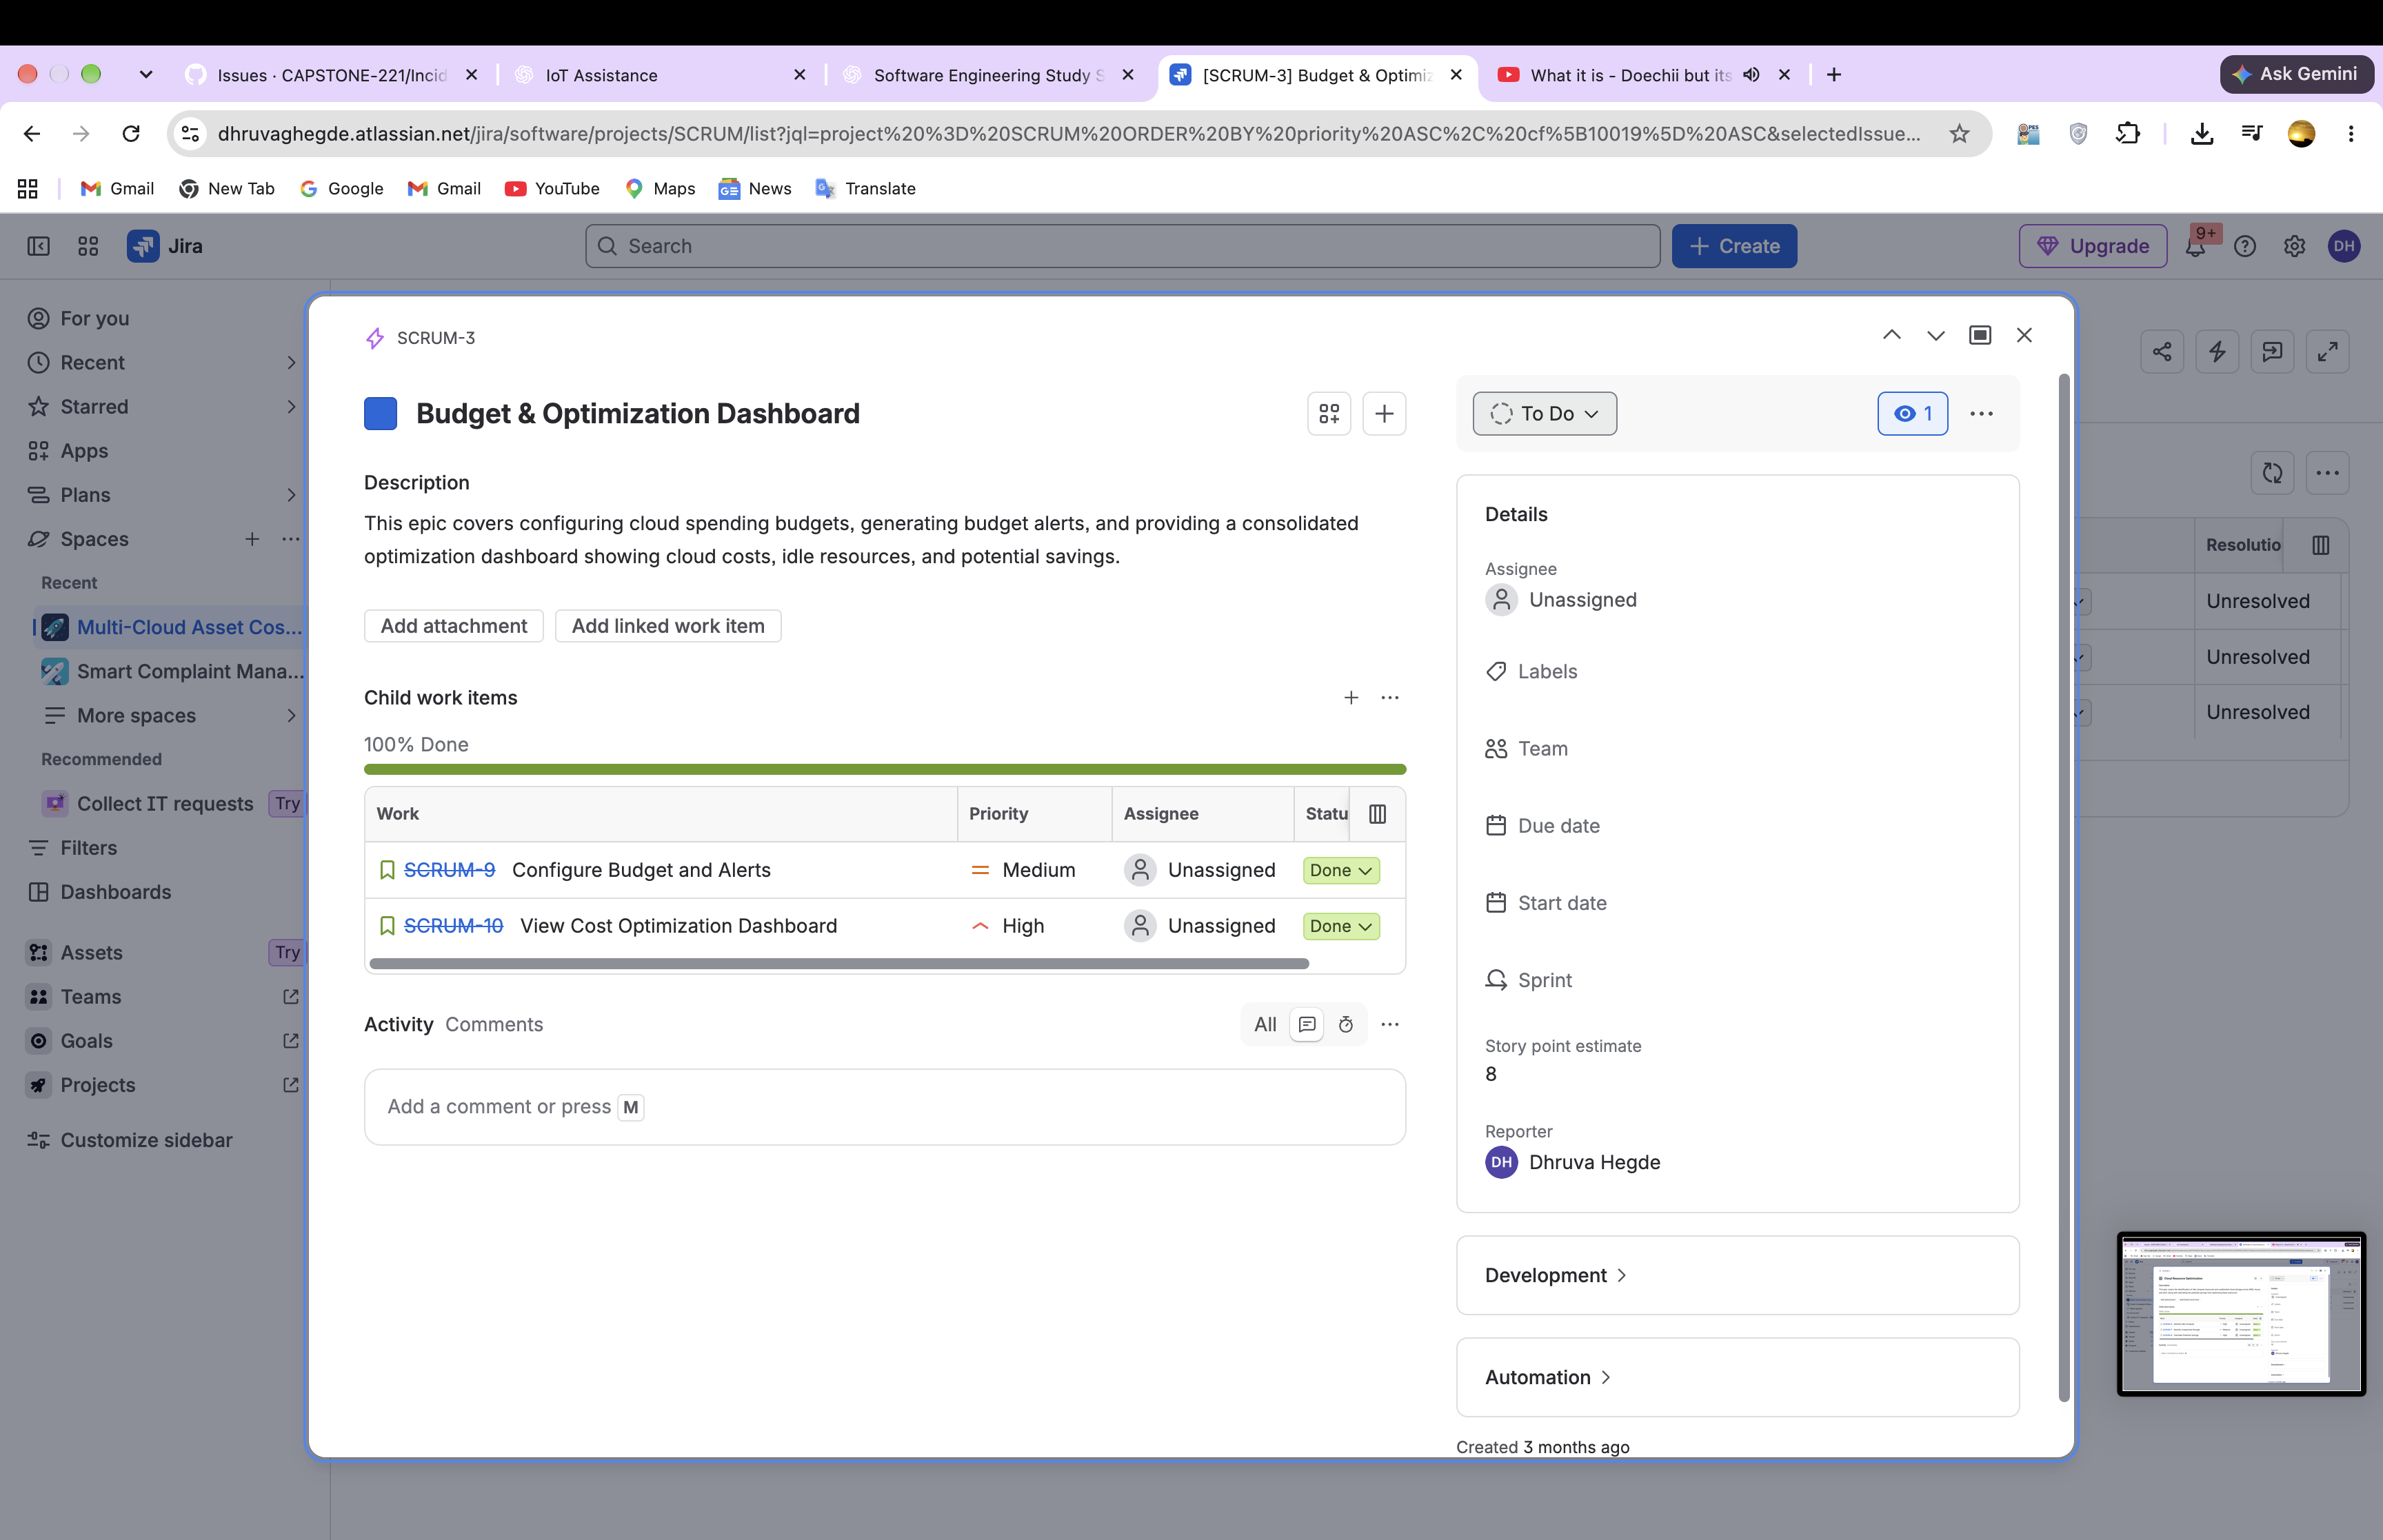 Issues · CAPSTONE-221/Incid
IoT Assistance
Software Engineering Study S
[SCRUM-3] Budget & Optimiz
What it is - Doechii but its
Ask Gemini
dhruvaghegde.atlassian.net/jira/software/projects/SCRUM/list?jql=project%20%3D%20SCRUM%20ORDER%20BY%20priority%20ASC%2C%20cf%5B10019%5D%20ASC&selectedIssue...
Gmail
New Tab
Google
Gmail
YouTube
Maps
News
Translate
Jira
Search
Create
Upgrade
9+
DH
For you
Recent
Starred
Apps
Plans
Spaces
Recent
Multi-Cloud Asset Cos...
Smart Complaint Mana...
More spaces
Recommended
Collect IT requests Try
Filters
Dashboards
Assets Try
Teams
Goals
Projects
Customize sidebar
SCRUM-3
Budget & Optimization Dashboard
Description
This epic covers configuring cloud spending budgets, generating budget alerts, and providing a consolidated
optimization dashboard showing cloud costs, idle resources, and potential savings.
Add attachment
Add linked work item
Child work items
100% Done
Work Priority Assignee Statu
SCRUM-9 Configure Budget and Alerts Medium Unassigned Done
SCRUM-10 View Cost Optimization Dashboard High Unassigned Done
Activity Comments
All
Add a comment or press M
To Do
1
Details
Assignee
Unassigned
Labels
Team
Due date
Start date
Sprint
Story point estimate
8
Reporter
DH Dhruva Hegde
Development
Automation
Created 3 months ago
Resolutio
Unresolved
Unresolved
Unresolved